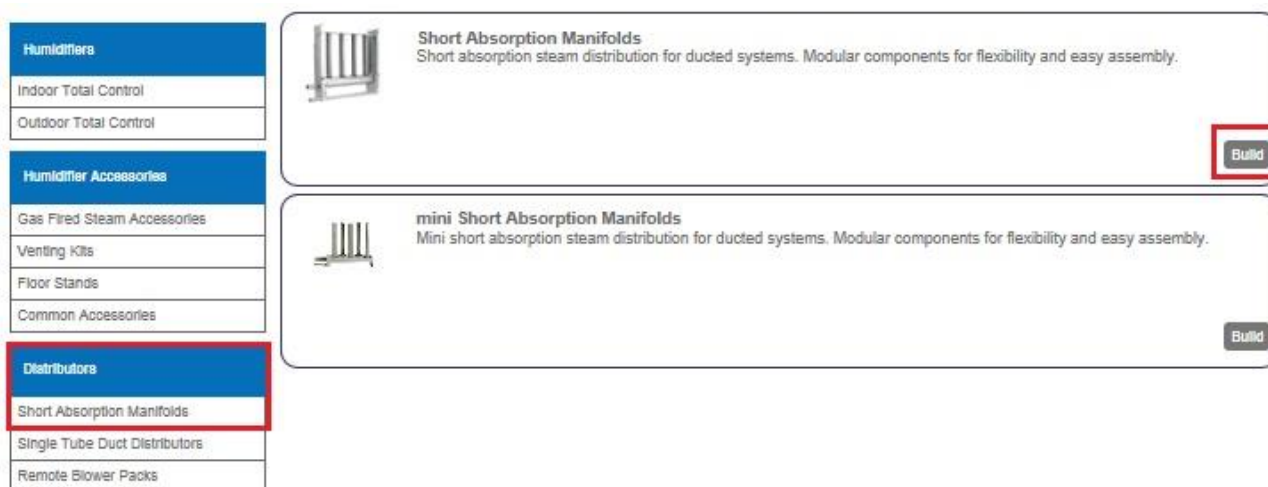 Humidifiers
Indoor Total Control
Outdoor Total Control
Humidifier Accessories
Gas Fired Steam Accessories
Venting Kits
Floor Stands
Common Accessories
Distributors
Short Absorption Manifolds
Single Tube Duct Distributors
Remote Blower Packs
Short Absorption Manifolds
Short absorption steam distribution for ducted systems. Modular components for flexibility and easy assembly.
Build
mini Short Absorption Manifolds
Mini short absorption steam distribution for ducted systems. Modular components for flexibility and easy assembly.
Build